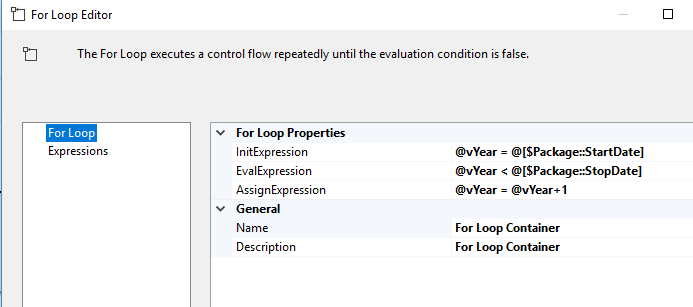 For Loop Editor
The For Loop executes a control flow repeatedly until the evaluation condition is false.
For Loop
Expressions
For Loop Properties
InitExpression @vYear = @[$Package::StartDate]
EvalExpression @vYear < @[$Package::StopDate]
AssignExpression @vYear = @vYear+1
General
Name For Loop Container
Description For Loop Container